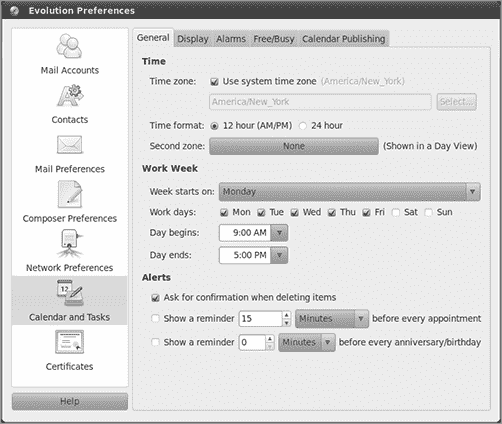 Evolution Preferences
Mail Accounts
Contacts
Mail Preferences
Composer Preferences
Network Preferences
12
Calendar and Tasks
Certificates
Help
General Display Alarms Free/Busy Calendar Publishing
Time
Time zone: Use system time zone (America/New_York)
America/New_York Select...
Time format: 12 hour (AM/PM) 24 hour
Second zone: None (Shown in a Day View)
Work Week
Week starts on: Monday
Work days: Mon Tue Wed Thu Fri Sat Sun
Day begins: 9:00 AM
Day ends: 5:00 PM
Alerts
Ask for confirmation when deleting items
Show a reminder 15 Minutes before every appointment
Show a reminder 0 Minutes before every anniversary/birthday